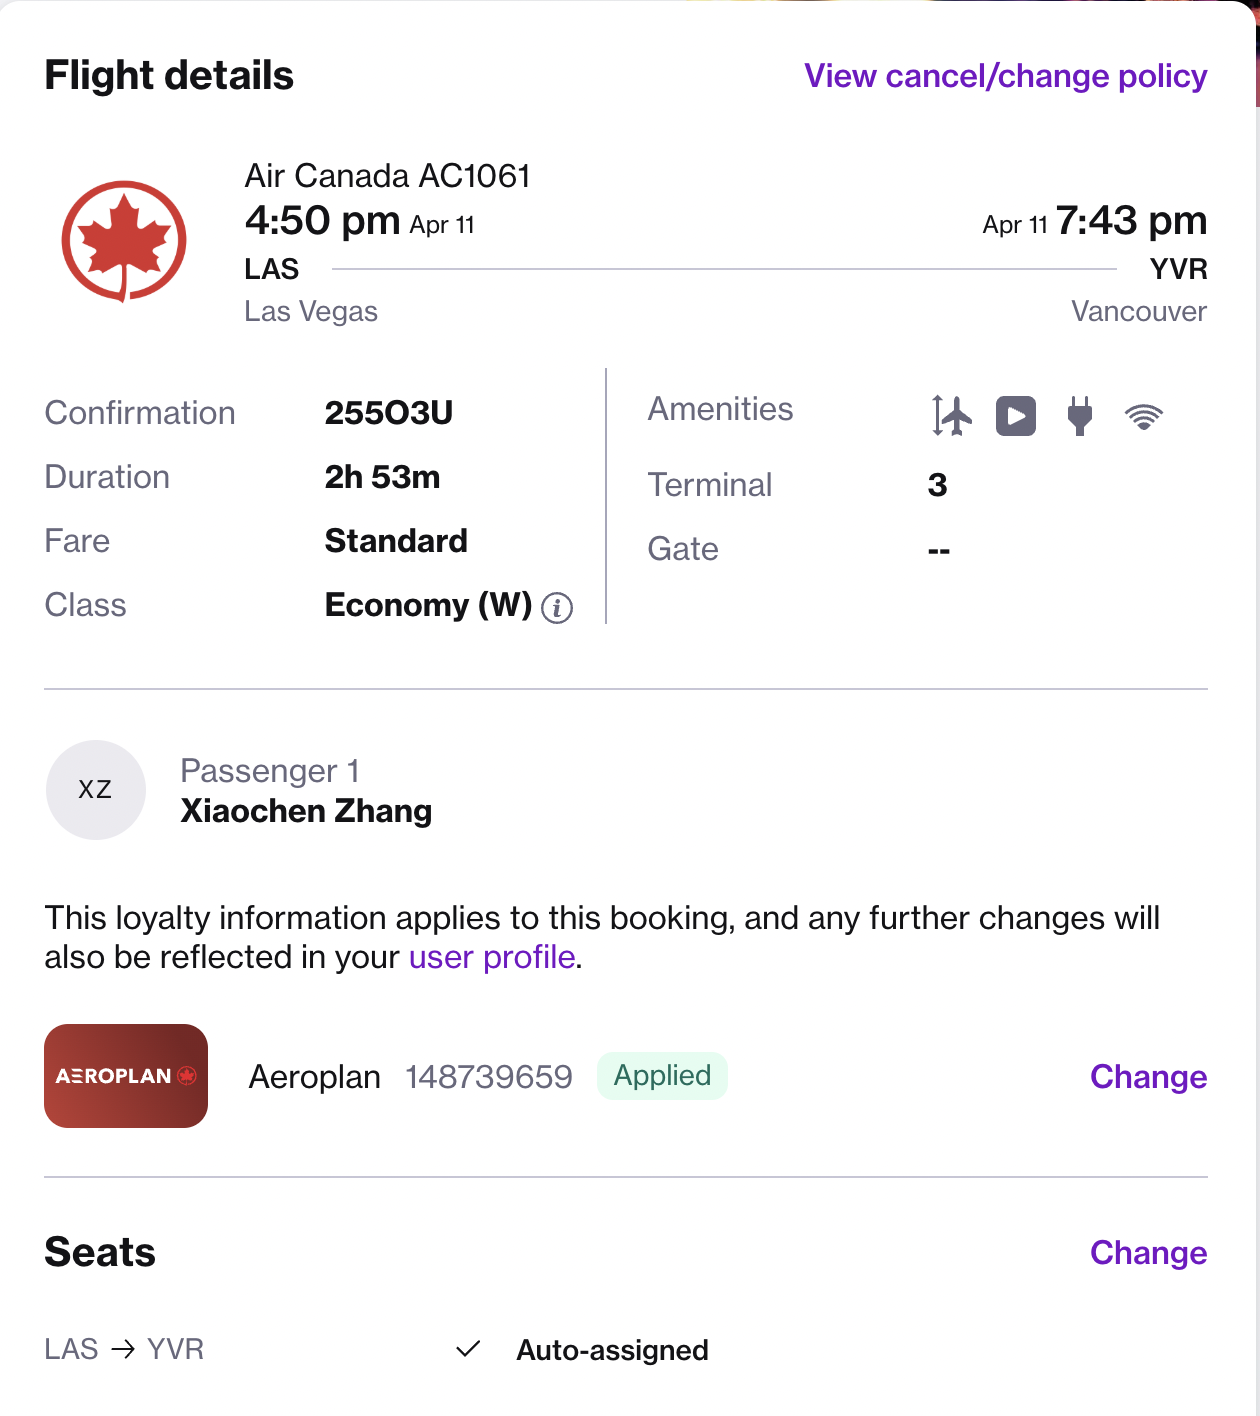 Flight details
View cancel/change policy
Air Canada AC1061
4:50 pm Apr 11
Apr 11 7:43 pm
LAS
YVR
Las Vegas
Vancouver
Confirmation 255O3U
Duration 2h 53m
Fare Standard
Class Economy (W)
Amenities
Terminal 3
Gate --
XZ
Passenger 1
Xiaochen Zhang
This loyalty information applies to this booking, and any further changes will
also be reflected in your user profile.
AEROPLAN
Aeroplan 148739659 Applied
Change
Seats
Change
LAS → YVR
Auto-assigned